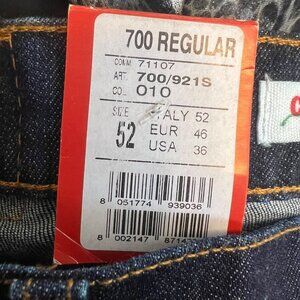 700 REGULAR
COMM 71107
ART 700/921S
CO 010
SIZE
52
ITALY 52
EUR 46
USA 36
8 051774 939036
8 002147